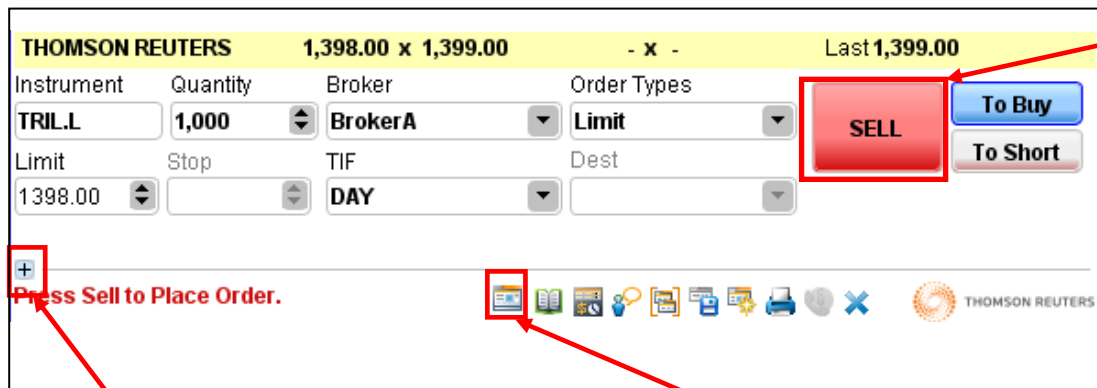 THOMSON REUTERS 1,398.00 x 1,399.00 - x - Last 1,399.00
Instrument Quantity Broker Order Types
TRIL.L 1,000 BrokerA Limit SELL To Buy
To Short
Limit Stop TIF Dest
1398.00 DAY
Press Sell to Place Order.
THOMSON REUTERS